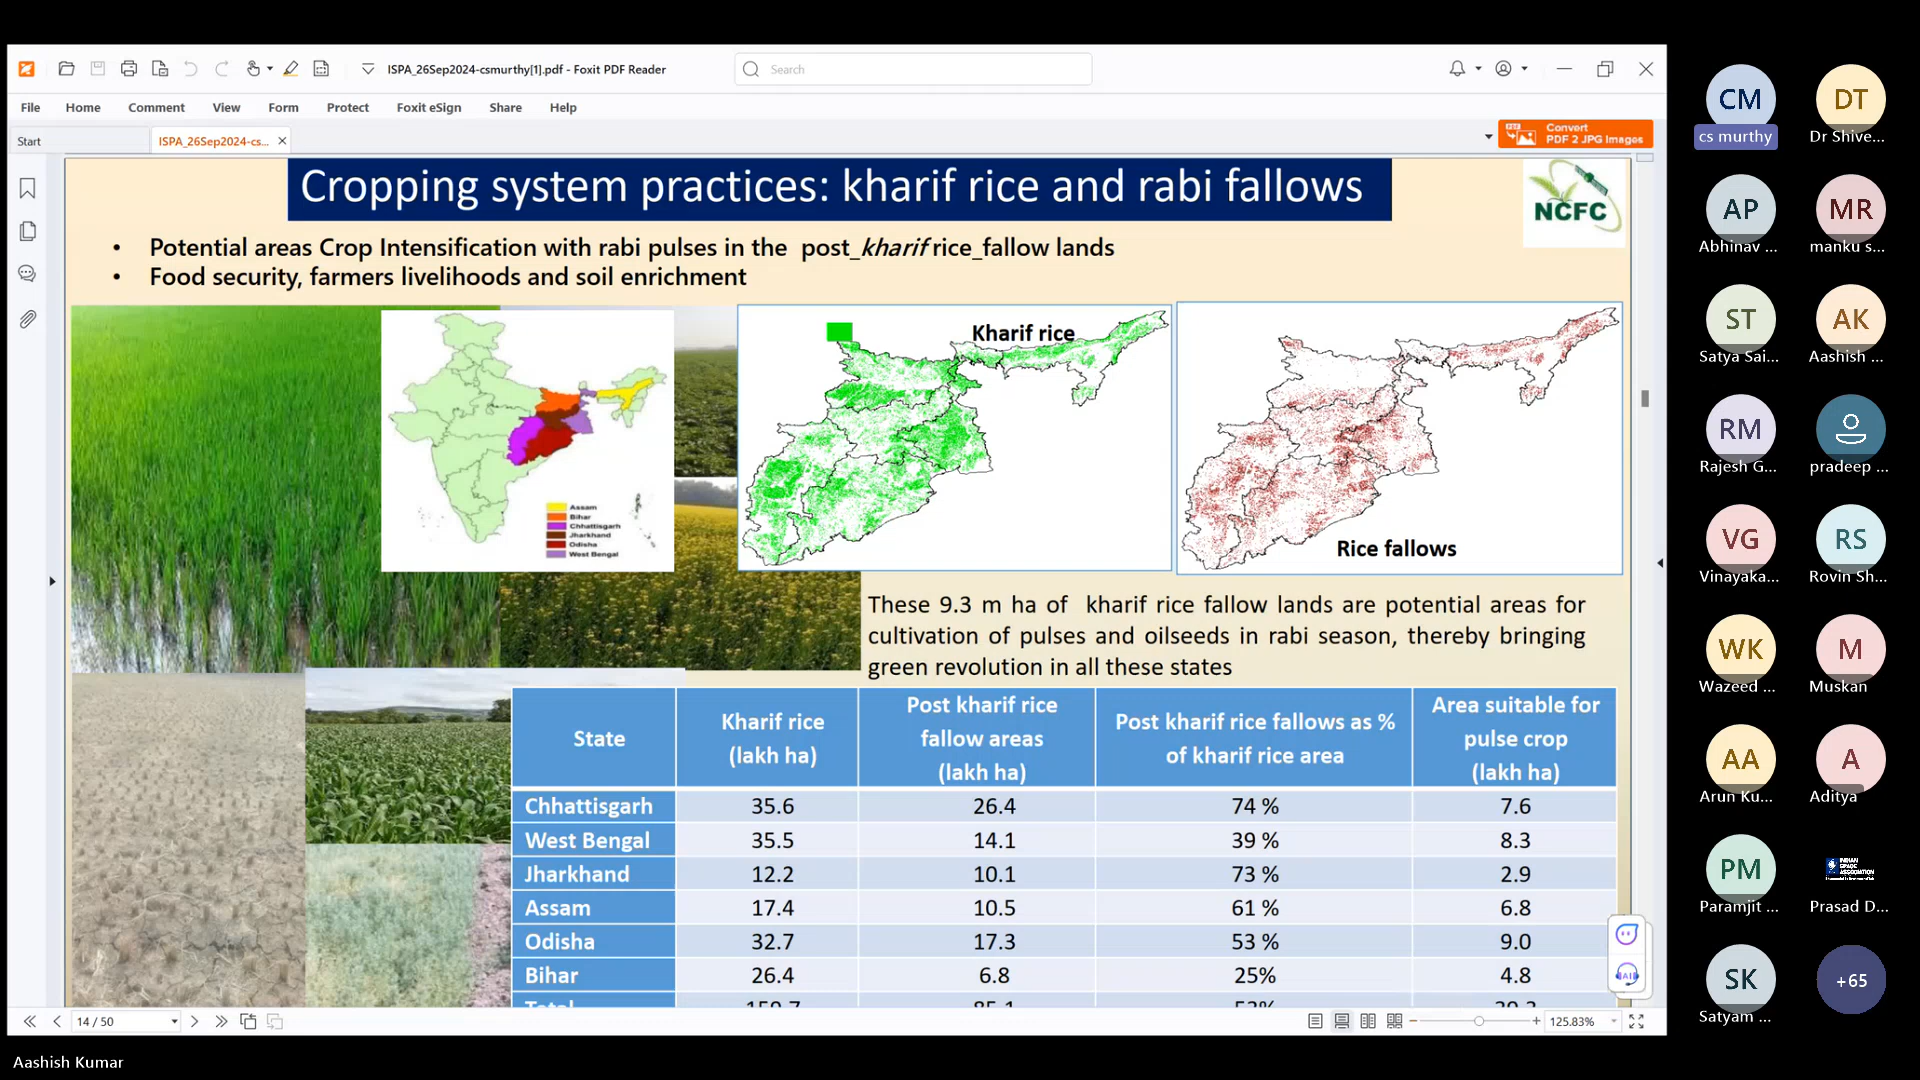 ISPA_26Sep2024-csmurthy[1].pdf - Foxit PDF Reader
Search
File Home Comment View Form Protect Foxit eSign Share Help
Start
ISPA_26Sep2024-cs...
Convert
PDF 2 JPG Images
Cropping system practices: kharif rice and rabi fallows
NCFC
• Potential areas Crop Intensification with rabi pulses in the post_kharif rice_fallow lands
• Food security, farmers livelihoods and soil enrichment
Assam
Bihar
Chhattisgarh
Jharkhand
Odisha
West Bengal
Kharif rice
Rice fallows
These 9.3 m ha of kharif rice fallow lands are potential areas for
cultivation of pulses and oilseeds in rabi season, thereby bringing
green revolution in all these states
State
Kharif rice
(lakh ha)
Post kharif rice
fallow areas
(lakh ha)
Post kharif rice fallows as %
of kharif rice area
Area suitable for
pulse crop
(lakh ha)
Chhattisgarh 35.6 26.4 74 % 7.6
West Bengal 35.5 14.1 39 % 8.3
Jharkhand 12.2 10.1 73 % 2.9
Assam 17.4 10.5 61 % 6.8
Odisha 32.7 17.3 53 % 9.0
Bihar 26.4 6.8 25% 4.8
14 / 50
125.83%
CM
cs murthy
DT
Dr Shive...
AP
Abhinav ...
MR
manku s...
ST
Satya Sai...
AK
Aashish ...
RM
Rajesh G...
pradeep ...
VG
Vinayaka...
RS
Rovin Sh...
WK
Wazeed ...
M
Muskan
AA
Arun Ku...
A
Aditya
PM
Paramjit ...
INDIAN
SPACE
ASSOCIATION
Prasad D...
SK
Satyam ...
+65
Aashish Kumar